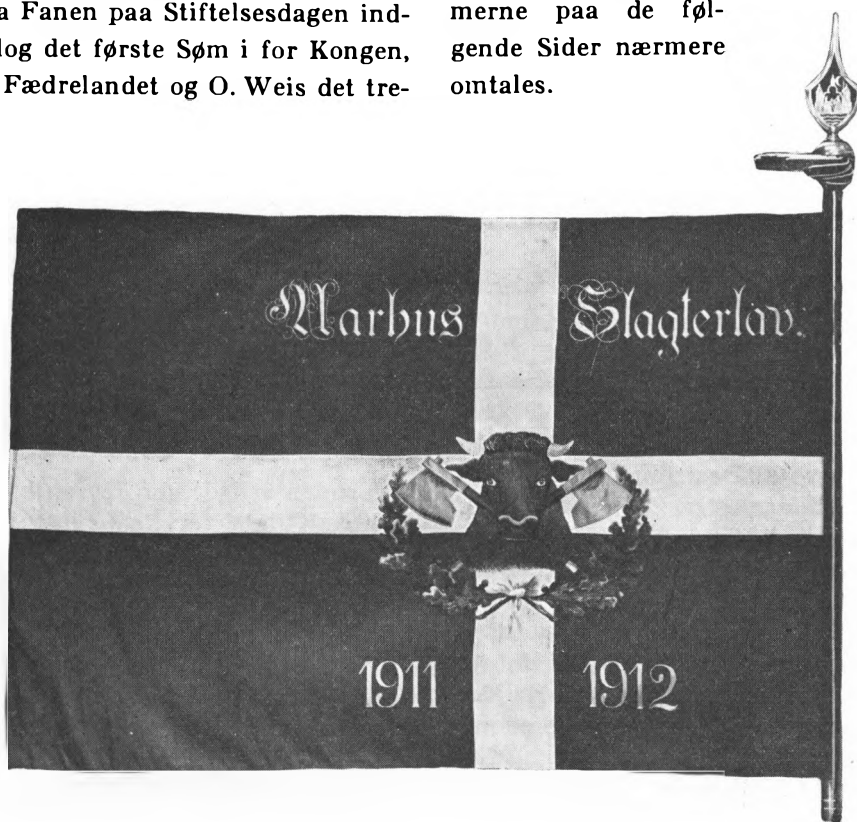 a Fanen paa Stiftelsesdagen ind-
log det første Søm i for Kongen,
Fædrelandet og O. Weis det tre-
merne paa de føl-
gende Sider nærmere
omtales.
Aarhus Slagterlav.
1911 1912